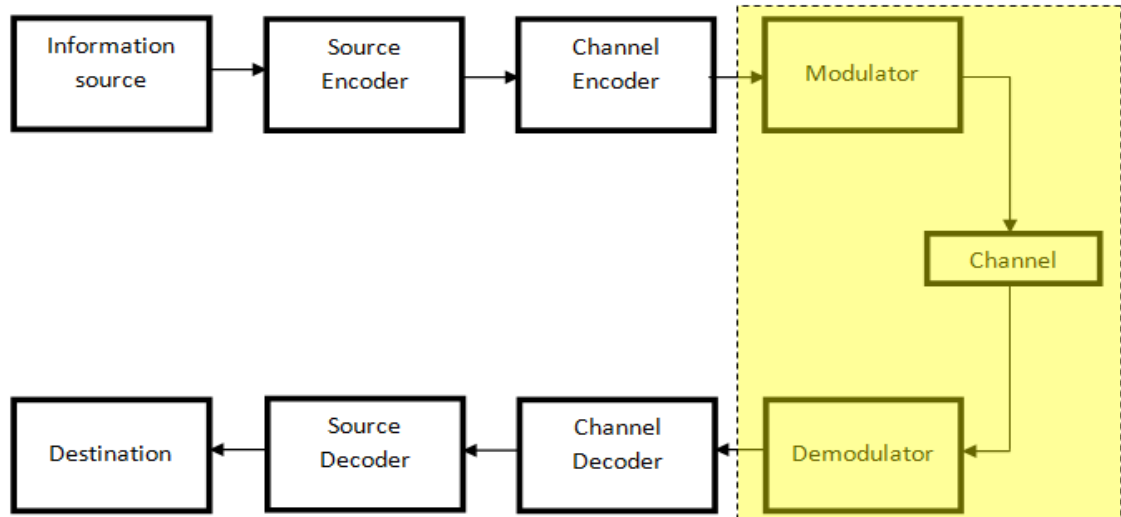 Information
source
Source
Encoder
Channel
Encoder
Modulator
Channel
Destination
Source
Decoder
Channel
Decoder
Demodulator